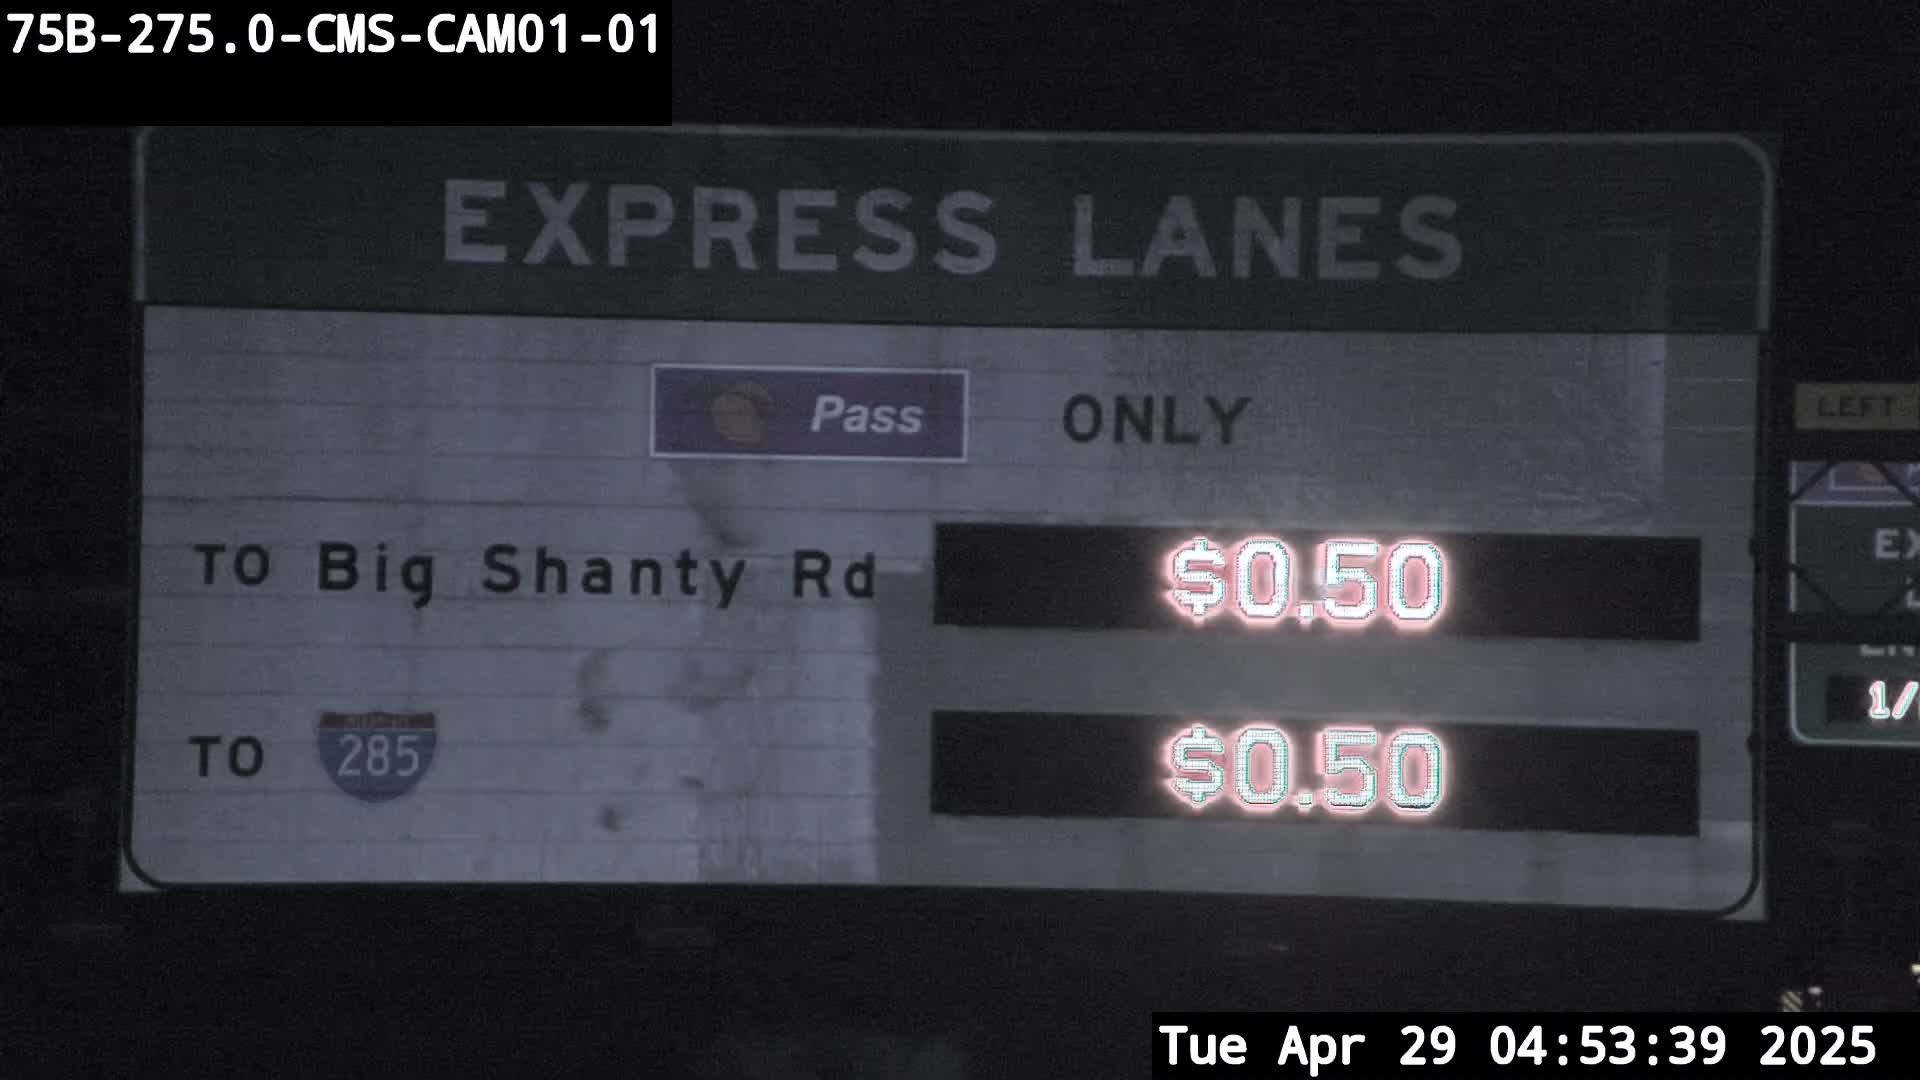 75B-275.0-CMS-CAM01-01
EXPRESS LANES
Pass ONLY
TO Big Shanty Rd $0.50
TO 285 $0.50
LEFT
1/
Tue Apr 29 04:53:39 2025